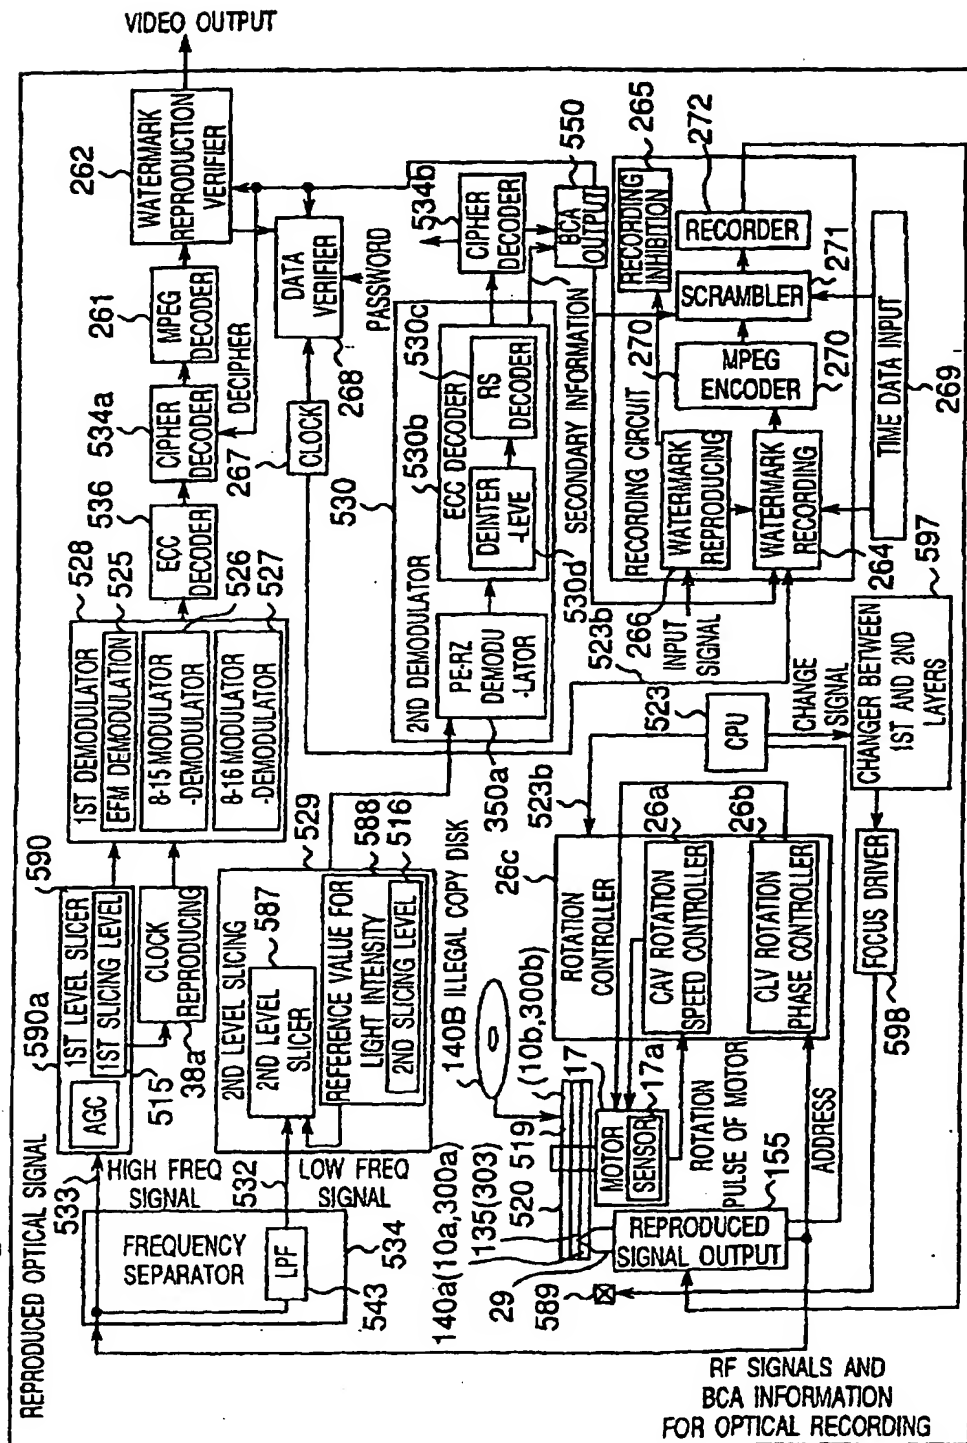 REPRODUCED OPTICAL SIGNAL
533
HIGH FREQ
SIGNAL
FREQUENCY
SEPARATOR
LPF
543
534
532
LOW FREQ
SIGNAL
590a
590
AGC
1ST LEVEL SLICER
1ST SLICING LEVEL
515
CLOCK
REPRODUCING
38a
528
525
1ST DEMODULATOR
EFM DEMODULATION
8-15 MODULATOR
-DEMODULATOR
8-16 MODULATOR
-DEMODULATOR
526
527
536
ECC
DECODER
534a
CIPHER
DECODER
DECIPHER
261
MPEG
DECODER
262
WATERMARK
REPRODUCTION
VERIFIER
VIDEO OUTPUT
267
CLOCK
268
DATA
VERIFIER
PASSWORD
529
2ND LEVEL SLICING
587
2ND LEVEL
SLICER
588
REFERENCE VALUE FOR
LIGHT INTENSITY
516
2ND SLICING LEVEL
530
2ND DEMODULATOR
PE-RZ
DEMODU
-LATOR
350a
530b
ECC DECODER
530c
DEINTER
-LEVE
RS
DECODER
530d
534b
CIPHER
DECODER
SECONDARY INFORMATION
550
BCA
OUTPUT
265
RECORDING
INHIBITION
272
RECORDER
271
SCRAMBLER
RECORDING CIRCUIT
270
MPEG
ENCODER
270
266
WATERMARK
REPRODUCING
INPUT
SIGNAL
WATERMARK
RECORDING
264
TIME DATA INPUT
269
523b
140B ILLEGAL COPY DISK
140a(10a,300a)
1135(303)
520
519
(10b,300b)
17
MOTOR
SENSOR
17a
29
589
REPRODUCED
SIGNAL OUTPUT
155
ROTATION
PULSE OF MOTOR
ADDRESS
26c
ROTATION
CONTROLLER
26a
CAV ROTATION
SPEED CONTROLLER
26b
CLV ROTATION
PHASE CONTROLLER
523b
523
CPU
CHANGE
SIGNAL
597
CHANGER BETWEEN
1ST AND 2ND
LAYERS
FOCUS DRIVER
598
RF SIGNALS AND
BCA INFORMATION
FOR OPTICAL RECORDING